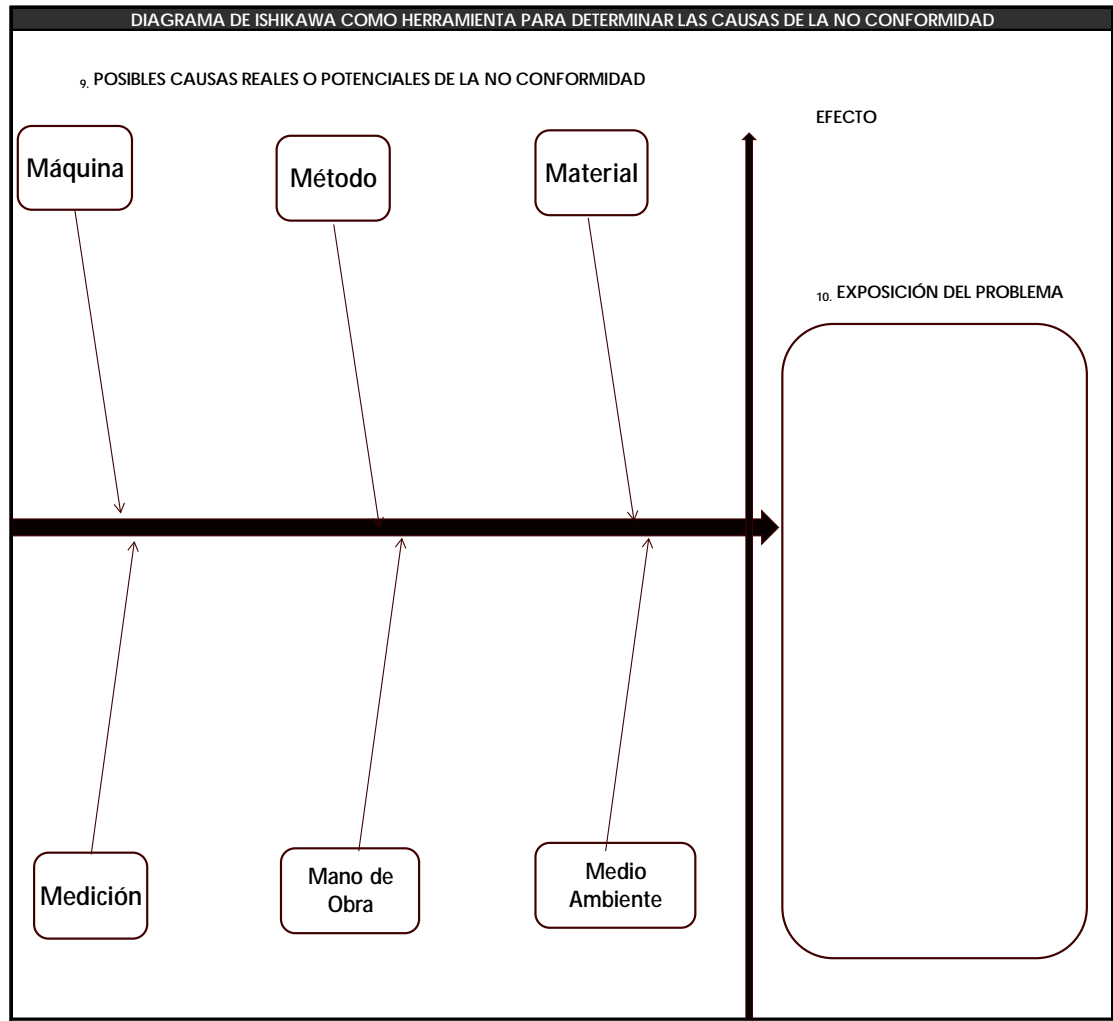 DIAGRAMA DE ISHIKAWA COMO HERRAMIENTA PARA DETERMINAR LAS CAUSAS DE LA NO CONFORMIDAD
9. POSIBLES CAUSAS REALES O POTENCIALES DE LA NO CONFORMIDAD
EFECTO
Máquina
Método
Material
10. EXPOSICIÓN DEL PROBLEMA
Medición
Mano de
Obra
Medio
Ambiente